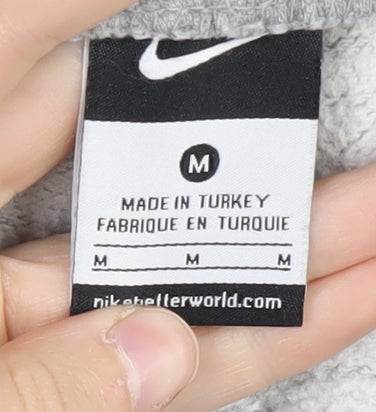 M
MADE IN TURKEY
FABRIQUE EN TURQUIE
M M M
nikebetterworld.com